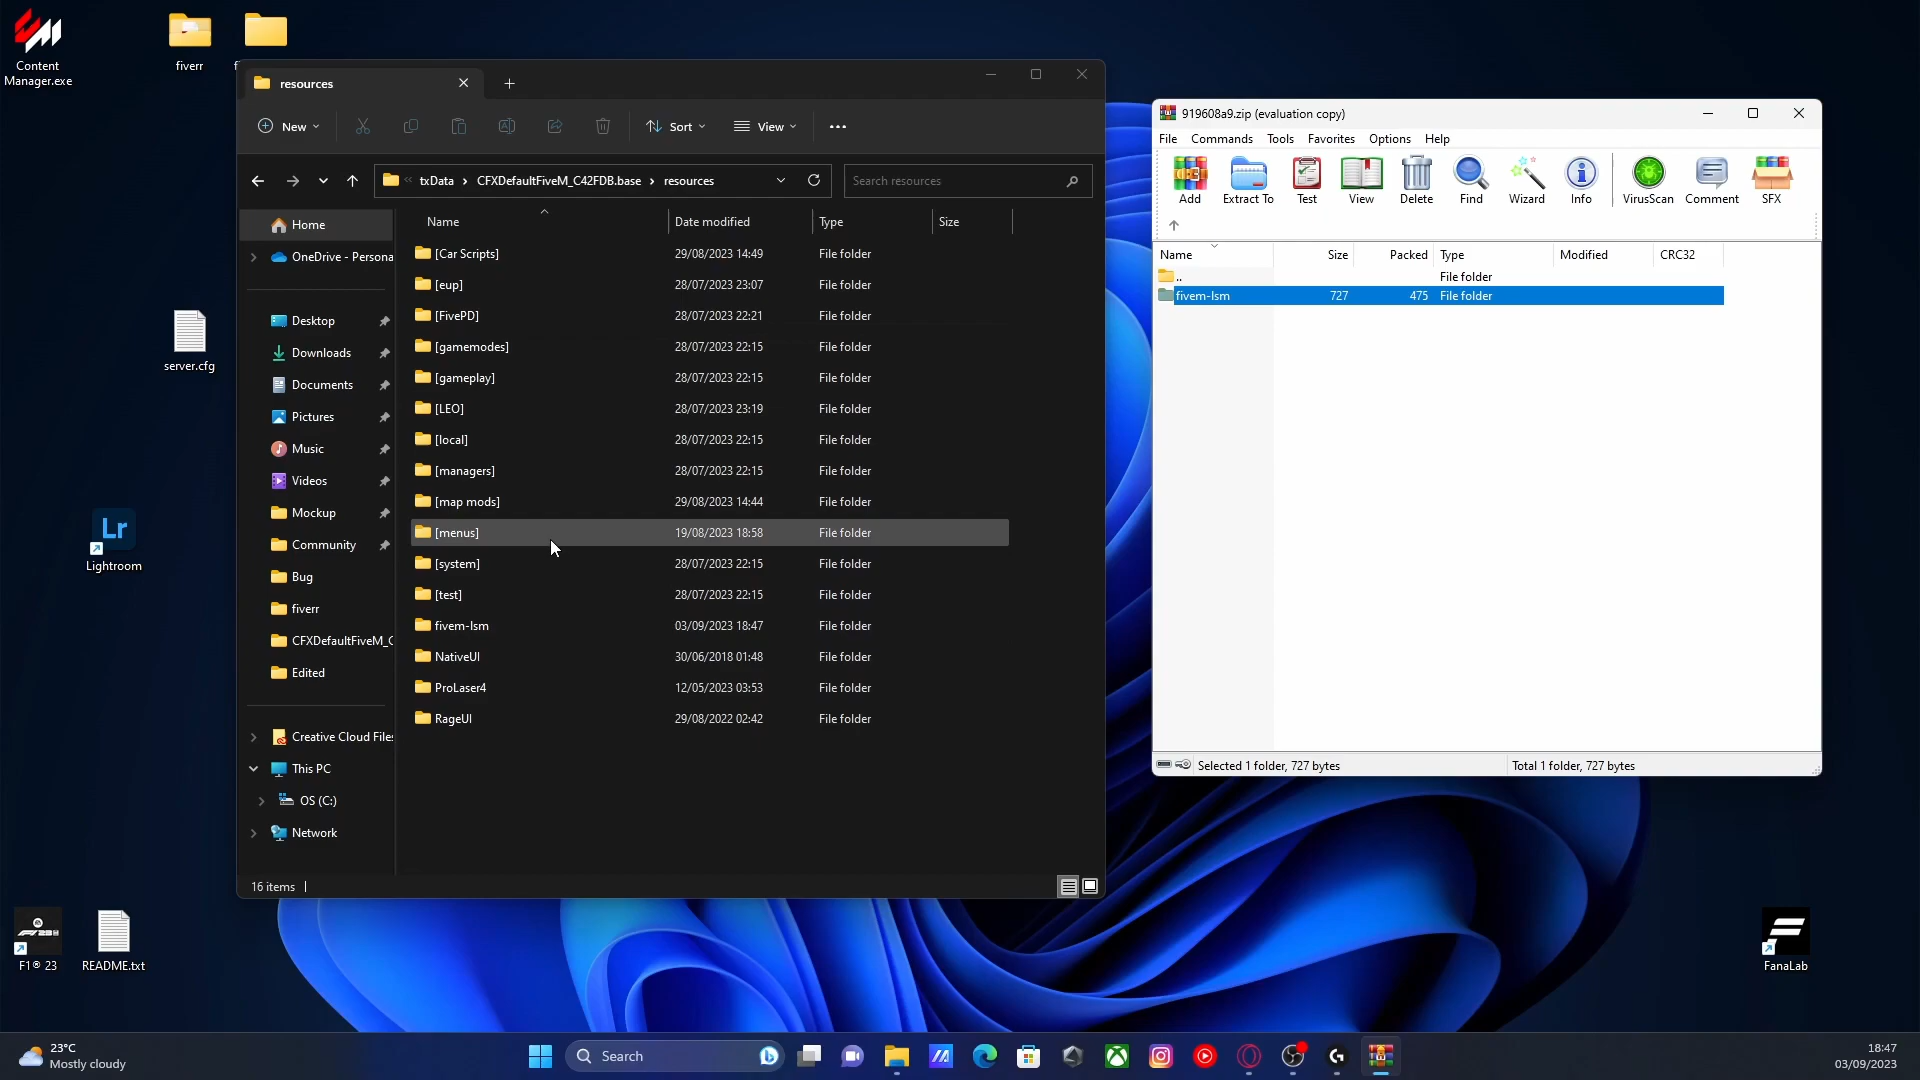 Content
Manager.exe
fiverr
resources
New
Sort
View
txData
CFXDefaultFiveM_C42FDB.base
resources
Search resources
Home
OneDrive - Persona
Desktop
Downloads
Documents
Pictures
Music
Videos
Mockup
Community
Bug
fiverr
CFXDefaultFiveM_C
Edited
Creative Cloud Files
This PC
OS (C:)
Network
Name Date modified Type Size
[Car Scripts] 29/08/2023 14:49 File folder
[eup] 28/07/2023 23:07 File folder
[FivePD] 28/07/2023 22:21 File folder
[gamemodes] 28/07/2023 22:15 File folder
[gameplay] 28/07/2023 22:15 File folder
[LEO] 28/07/2023 23:19 File folder
[local] 28/07/2023 22:15 File folder
[managers] 28/07/2023 22:15 File folder
[map mods] 29/08/2023 14:44 File folder
[menus] 19/08/2023 18:58 File folder
[system] 28/07/2023 22:15 File folder
[test] 28/07/2023 22:15 File folder
fivem-lsm 03/09/2023 18:47 File folder
NativeUI 30/06/2018 01:48 File folder
ProLaser4 12/05/2023 03:53 File folder
RageUI 29/08/2022 02:42 File folder
16 items
919608a9.zip (evaluation copy)
File Commands Tools Favorites Options Help
Add Extract To Test View Delete Find Wizard Info VirusScan Comment SFX
Name Size Packed Type Modified CRC32
.. File folder
fivem-lsm 727 475 File folder
Selected 1 folder, 727 bytes Total 1 folder, 727 bytes
server.cfg
Lr
Lightroom
F1® 23
README.txt
FanaLab
23°C
Mostly cloudy
Search
18:47
03/09/2023